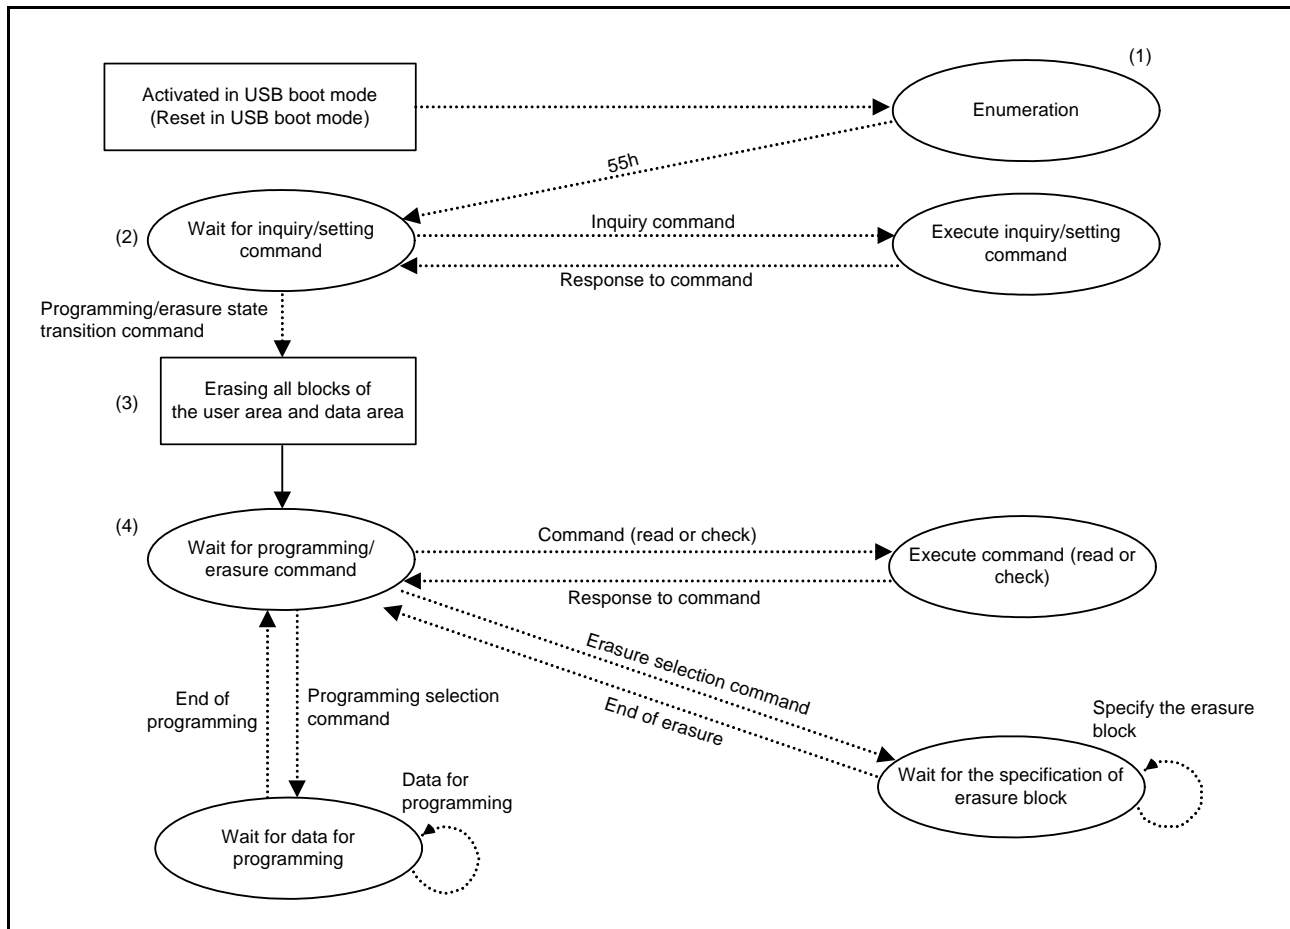 (1)
Activated in USB boot mode
(Reset in USB boot mode)
Enumeration
55h
(2)
Wait for inquiry/setting
command
Inquiry command
Response to command
Execute inquiry/setting
command
Programming/erasure state
transition command
(3)
Erasing all blocks of
the user area and data area
(4)
Wait for programming/
erasure command
Command (read or check)
Response to command
Execute command (read or
check)
Erasure selection command
End of erasure
End of
programming
Programming selection
command
Specify the erasure
block
Wait for the specification of
erasure block
Data for
programming
Wait for data for
programming